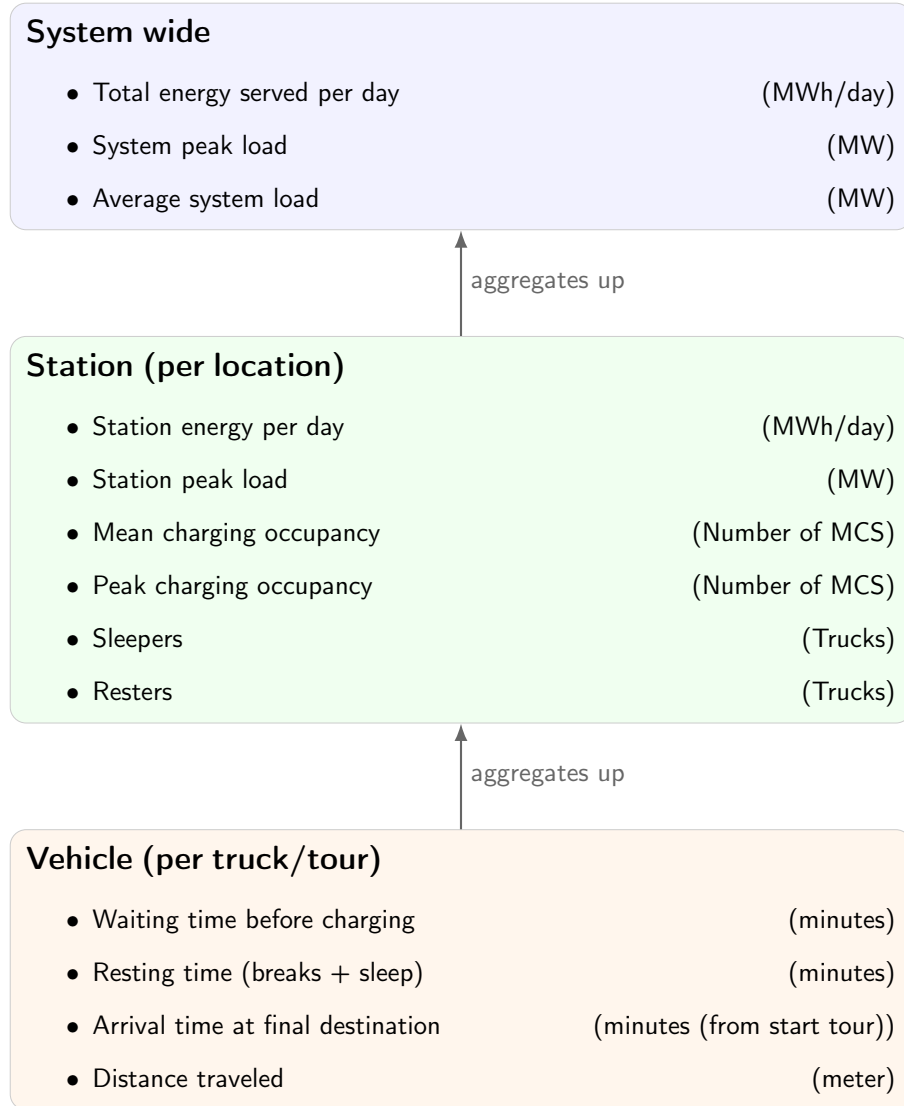 System wide
• Total energy served per day (MWh/day)
• System peak load (MW)
• Average system load (MW)
aggregates up
Station (per location)
• Station energy per day (MWh/day)
• Station peak load (MW)
• Mean charging occupancy (Number of MCS)
• Peak charging occupancy (Number of MCS)
• Sleepers (Trucks)
• Resters (Trucks)
aggregates up
Vehicle (per truck/tour)
• Waiting time before charging (minutes)
• Resting time (breaks + sleep) (minutes)
• Arrival time at final destination (minutes (from start tour))
• Distance traveled (meter)